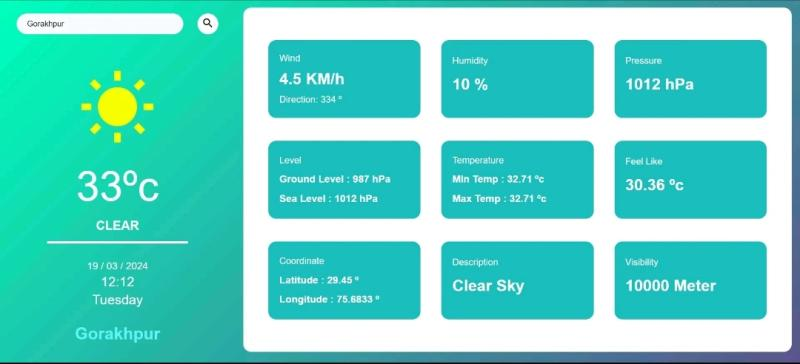 Gorakhpur
33ºc
CLEAR
19 / 03 / 2024
12:12
Tuesday
Gorakhpur
Wind
4.5 KM/h
Direction: 334 º
Humidity
10 %
Pressure
1012 hPa
Level
Ground Level : 987 hPa
Sea Level : 1012 hPa
Temperature
Min Temp : 32.71 ºc
Max Temp : 32.71 ºc
Feel Like
30.36 ºc
Coordinate
Latitude : 29.45 º
Longitude : 75.6833 º
Description
Clear Sky
Visibility
10000 Meter